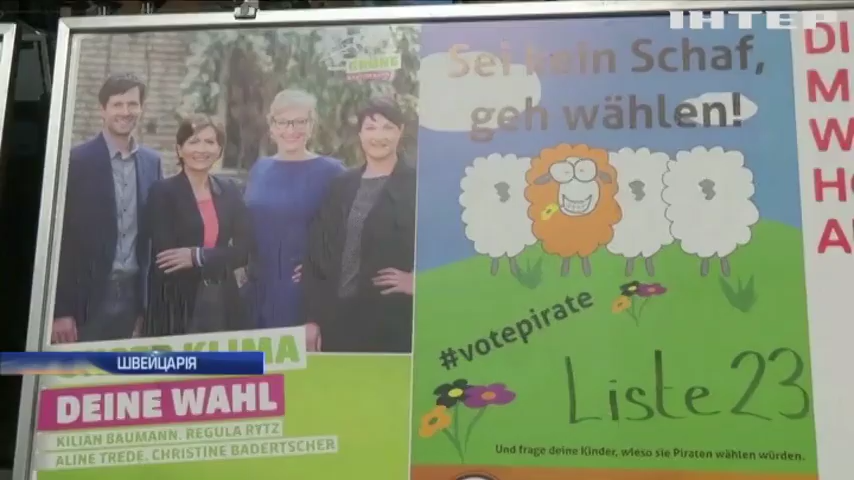 ІНТЕР
GRÜNE
KLIMA
DEINE WAHL
KILIAN BAUMANN. REGULA RYTZ
ALINE TREDE. CHRISTINE BADERTSCHER
ШВЕЙЦАРІЯ
Sei kein Schaf,
geh wählen!
#votepirate
Liste 23
Und frage deine Kinder, wieso sie Piraten wählen würden.
DI
M
W
H
A